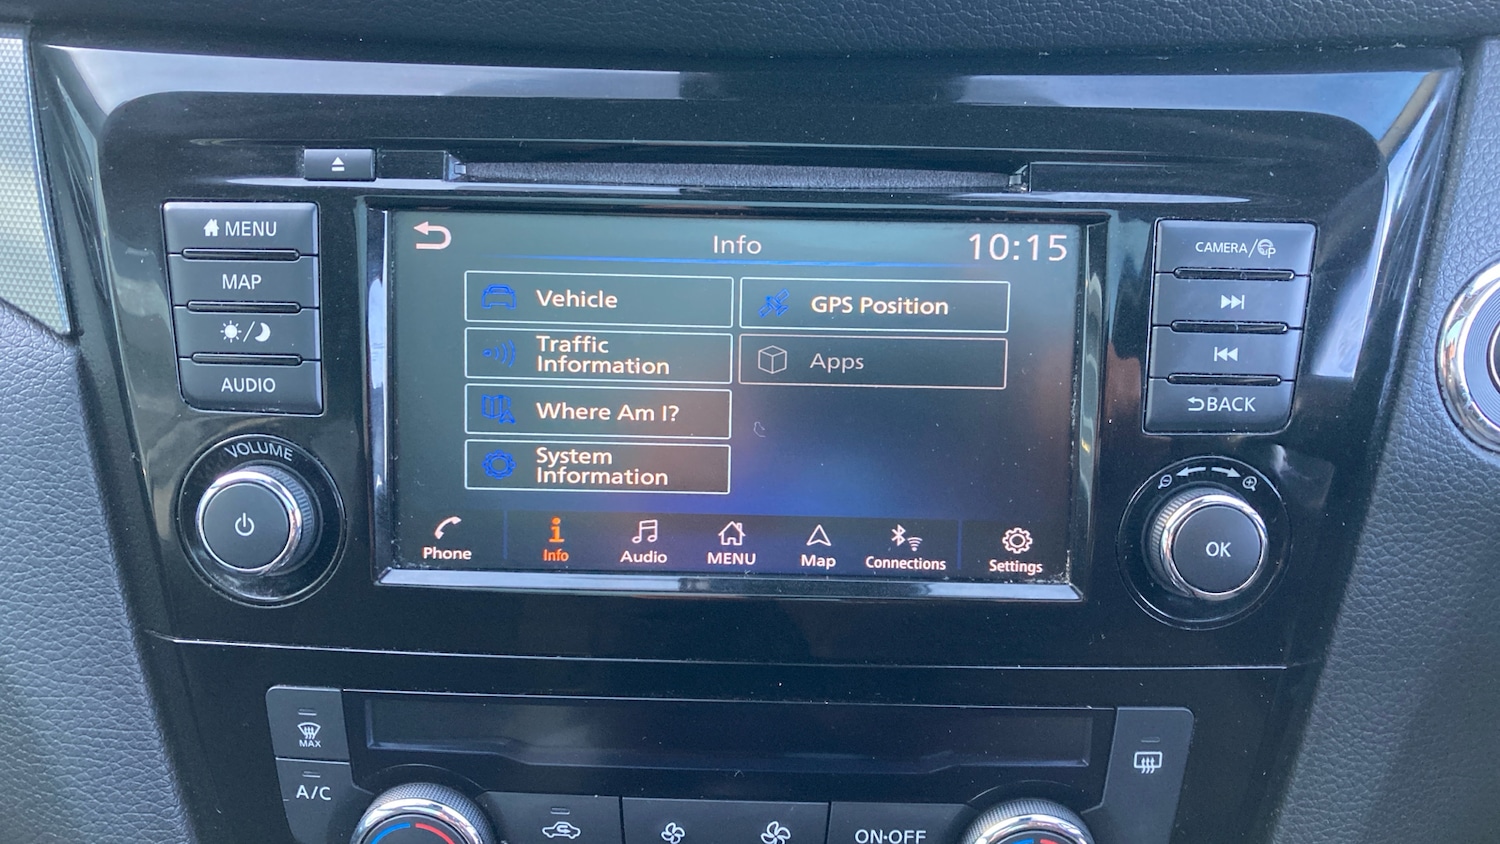 MENU
MAP
AUDIO
VOLUME
Info
10:15
Vehicle
GPS Position
Traffic
Information
Apps
Where Am I?
System
Information
Phone
Info
Audio
MENU
Map
Connections
Settings
CAMERA/
BACK
OK
MAX
A/C
ON·OFF